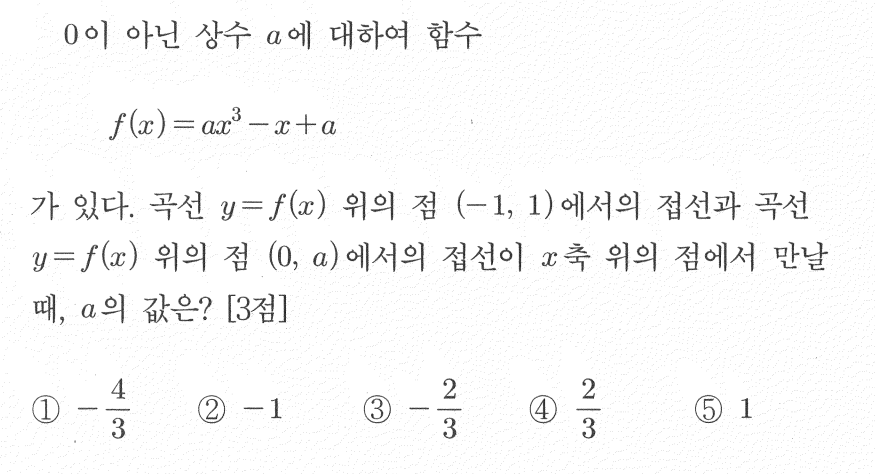 0이 아닌 상수 a에 대하여 함수
f(x)=ax³-x+a
가 있다. 곡선 y=f(x) 위의 점 (-1, 1)에서의 접선과 곡선
y=f(x) 위의 점 (0, a)에서의 접선이 x축 위의 점에서 만날
때, a의 값은? [3점]
① -4/3 ② -1 ③ -2/3 ④ 2/3 ⑤ 1